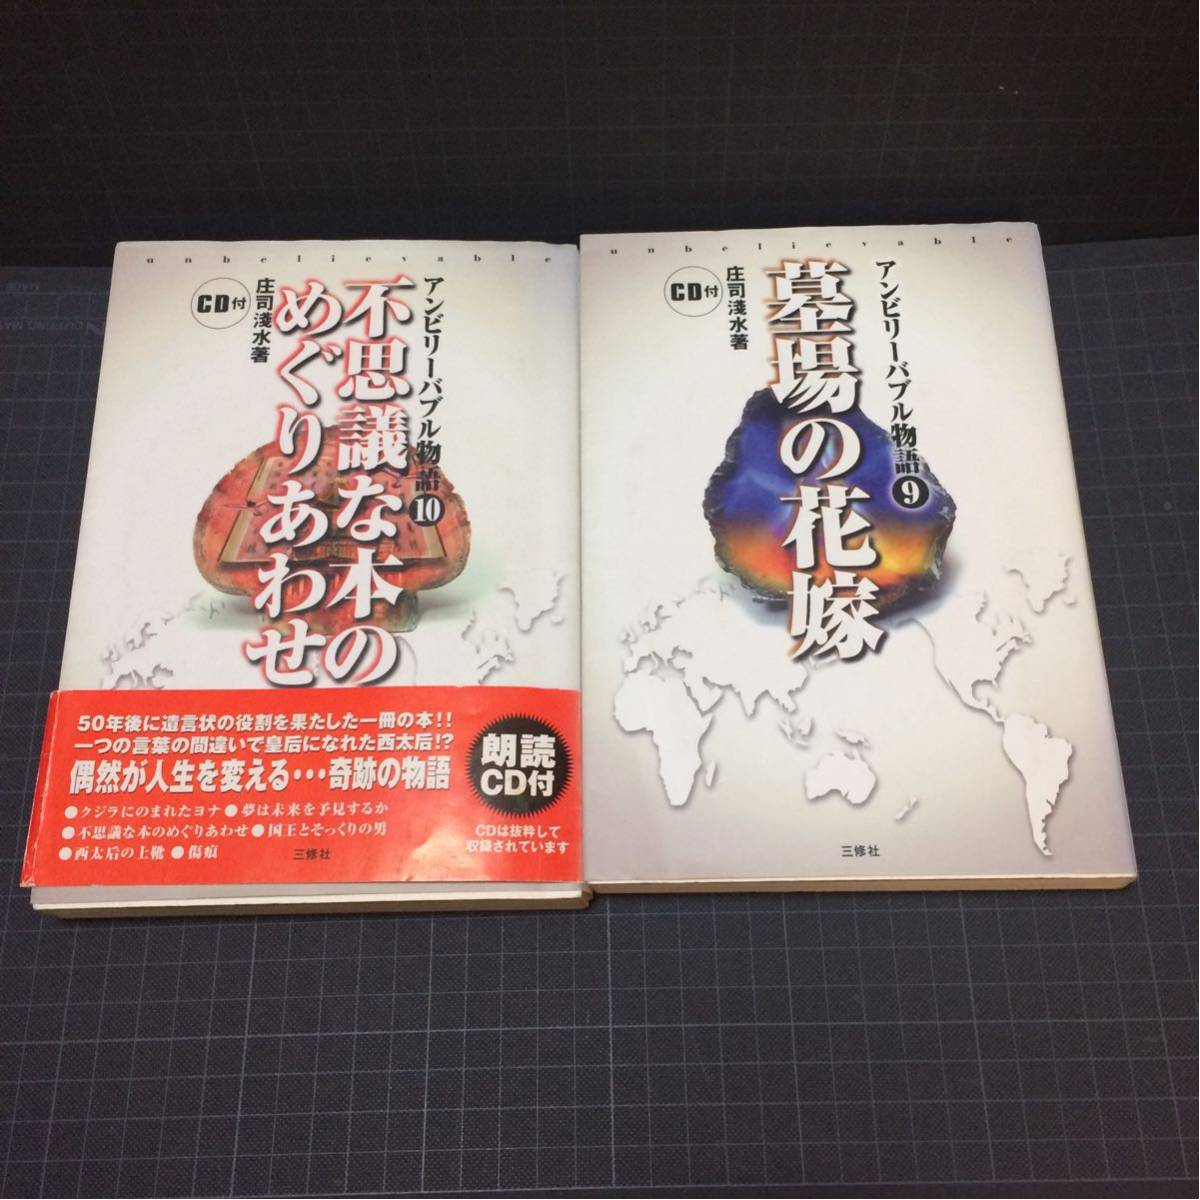 unbelievable
アンビリーバブル物語10
不思議な本の
めぐりあわせ
庄司淺水著
CD付
50年後に遺言状の役割を果たした一冊の本!!
一つの言葉の間違いで皇后になれた西太后!?
偶然が人生を変える・・・奇跡の物語
●クジラにのまれたヨナ●夢は未来を予見するか
●不思議な本のめぐりあわせ●国王とそっくりの男
●西太后の上靴●傷痕
三修社
朗読
CD付
CDは抜粋して
収録されています
unbelievable
アンビリーバブル物語9
墓場の花嫁
庄司淺水著
CD付
三修社